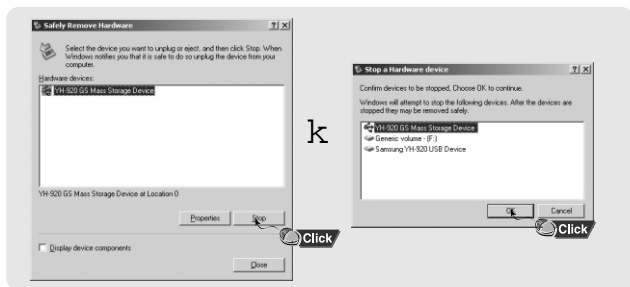 Safely Remove Hardware
Select the device you want to unplug or eject, and then click Stop. When
Windows notifies you that it is safe to do so unplug the device from your
computer.
Hardware devices:
YH-920 GS Mass Storage Device
YH-920 GS Mass Storage Device at Location 0
Properties
Stop
Click
Display device components
Close
k
Stop a Hardware device
Confirm devices to be stopped, Choose OK to continue.
Windows will attempt to stop the following devices. After the devices are
stopped they may be removed safely.
YH-920 GS Mass Storage Device
Generic volume - (F:)
Samsung YH-920 USB Device
OK
Cancel
Click